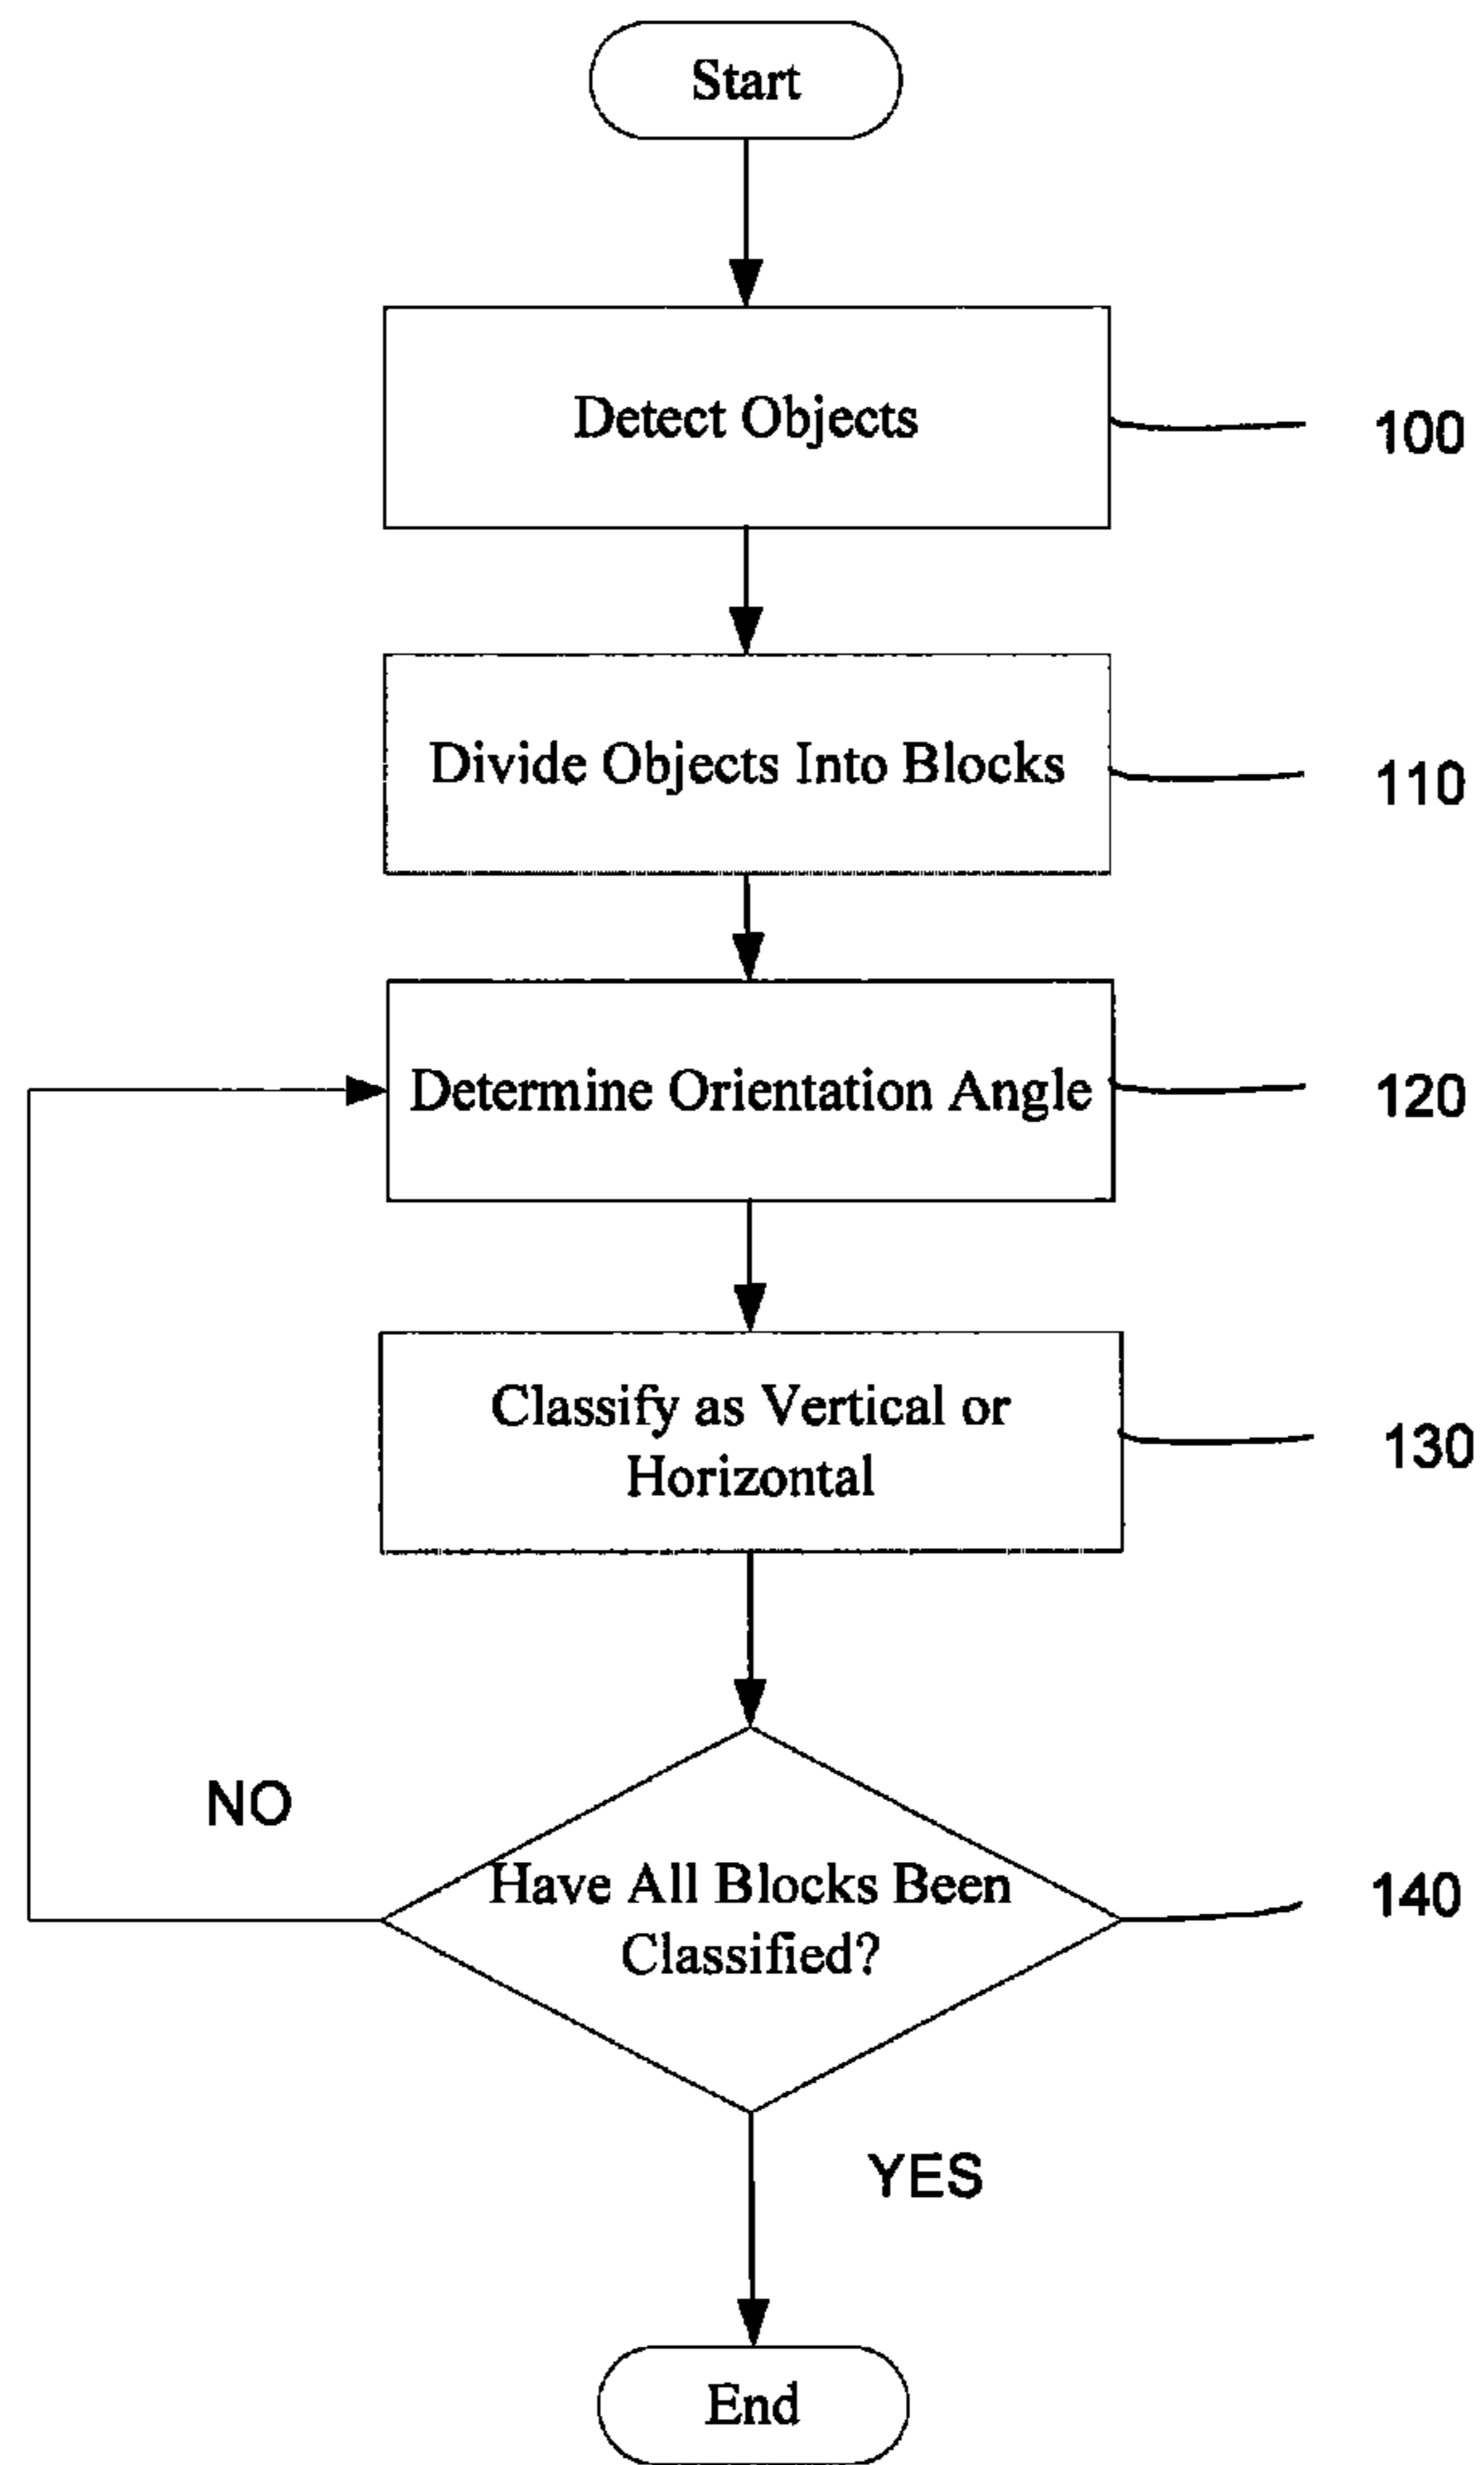 Start
Detect Objects
100
Divide Objects Into Blocks
110
Determine Orientation Angle
120
Classify as Vertical or
Horizontal
130
NO
Have All Blocks Been
Classified?
140
YES
End